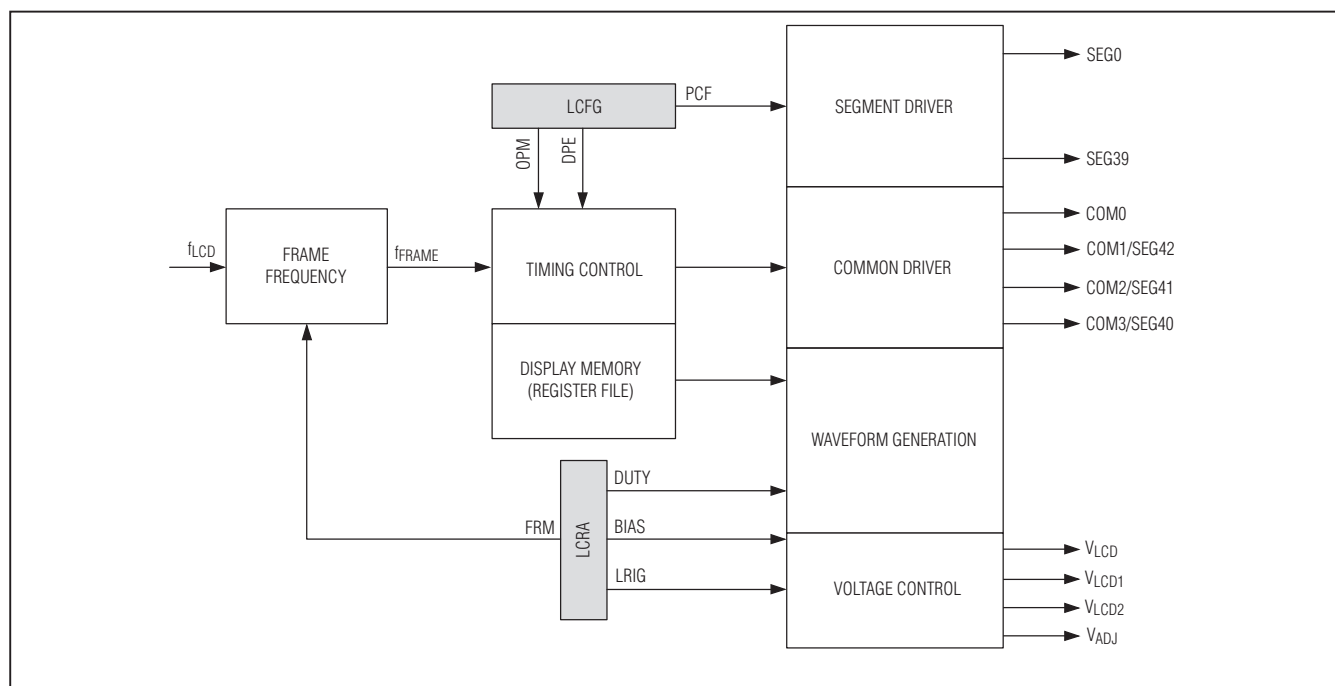 SEG0
LCFG
PCF
SEGMENT DRIVER
OPM
DPE
SEG39
COM0
fLCD
FRAME
FREQUENCY
fFRAME
TIMING CONTROL
COMMON DRIVER
COM1/SEG42
COM2/SEG41
COM3/SEG40
DISPLAY MEMORY
(REGISTER FILE)
WAVEFORM GENERATION
DUTY
FRM
LCRA
BIAS
LRIG
VOLTAGE CONTROL
VLCD
VLCD1
VLCD2
VADJ